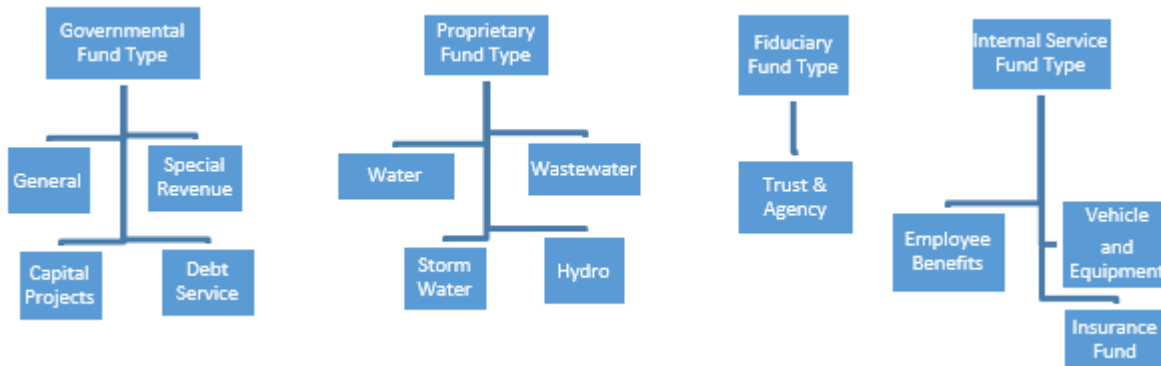 Governmental
Fund Type
General
Special
Revenue
Capital
Projects
Debt
Service
Proprietary
Fund Type
Water
Wastewater
Storm
Water
Hydro
Fiduciary
Fund Type
Trust &
Agency
Internal Service
Fund Type
Employee
Benefits
Vehicle
and
Equipment
Insurance
Fund